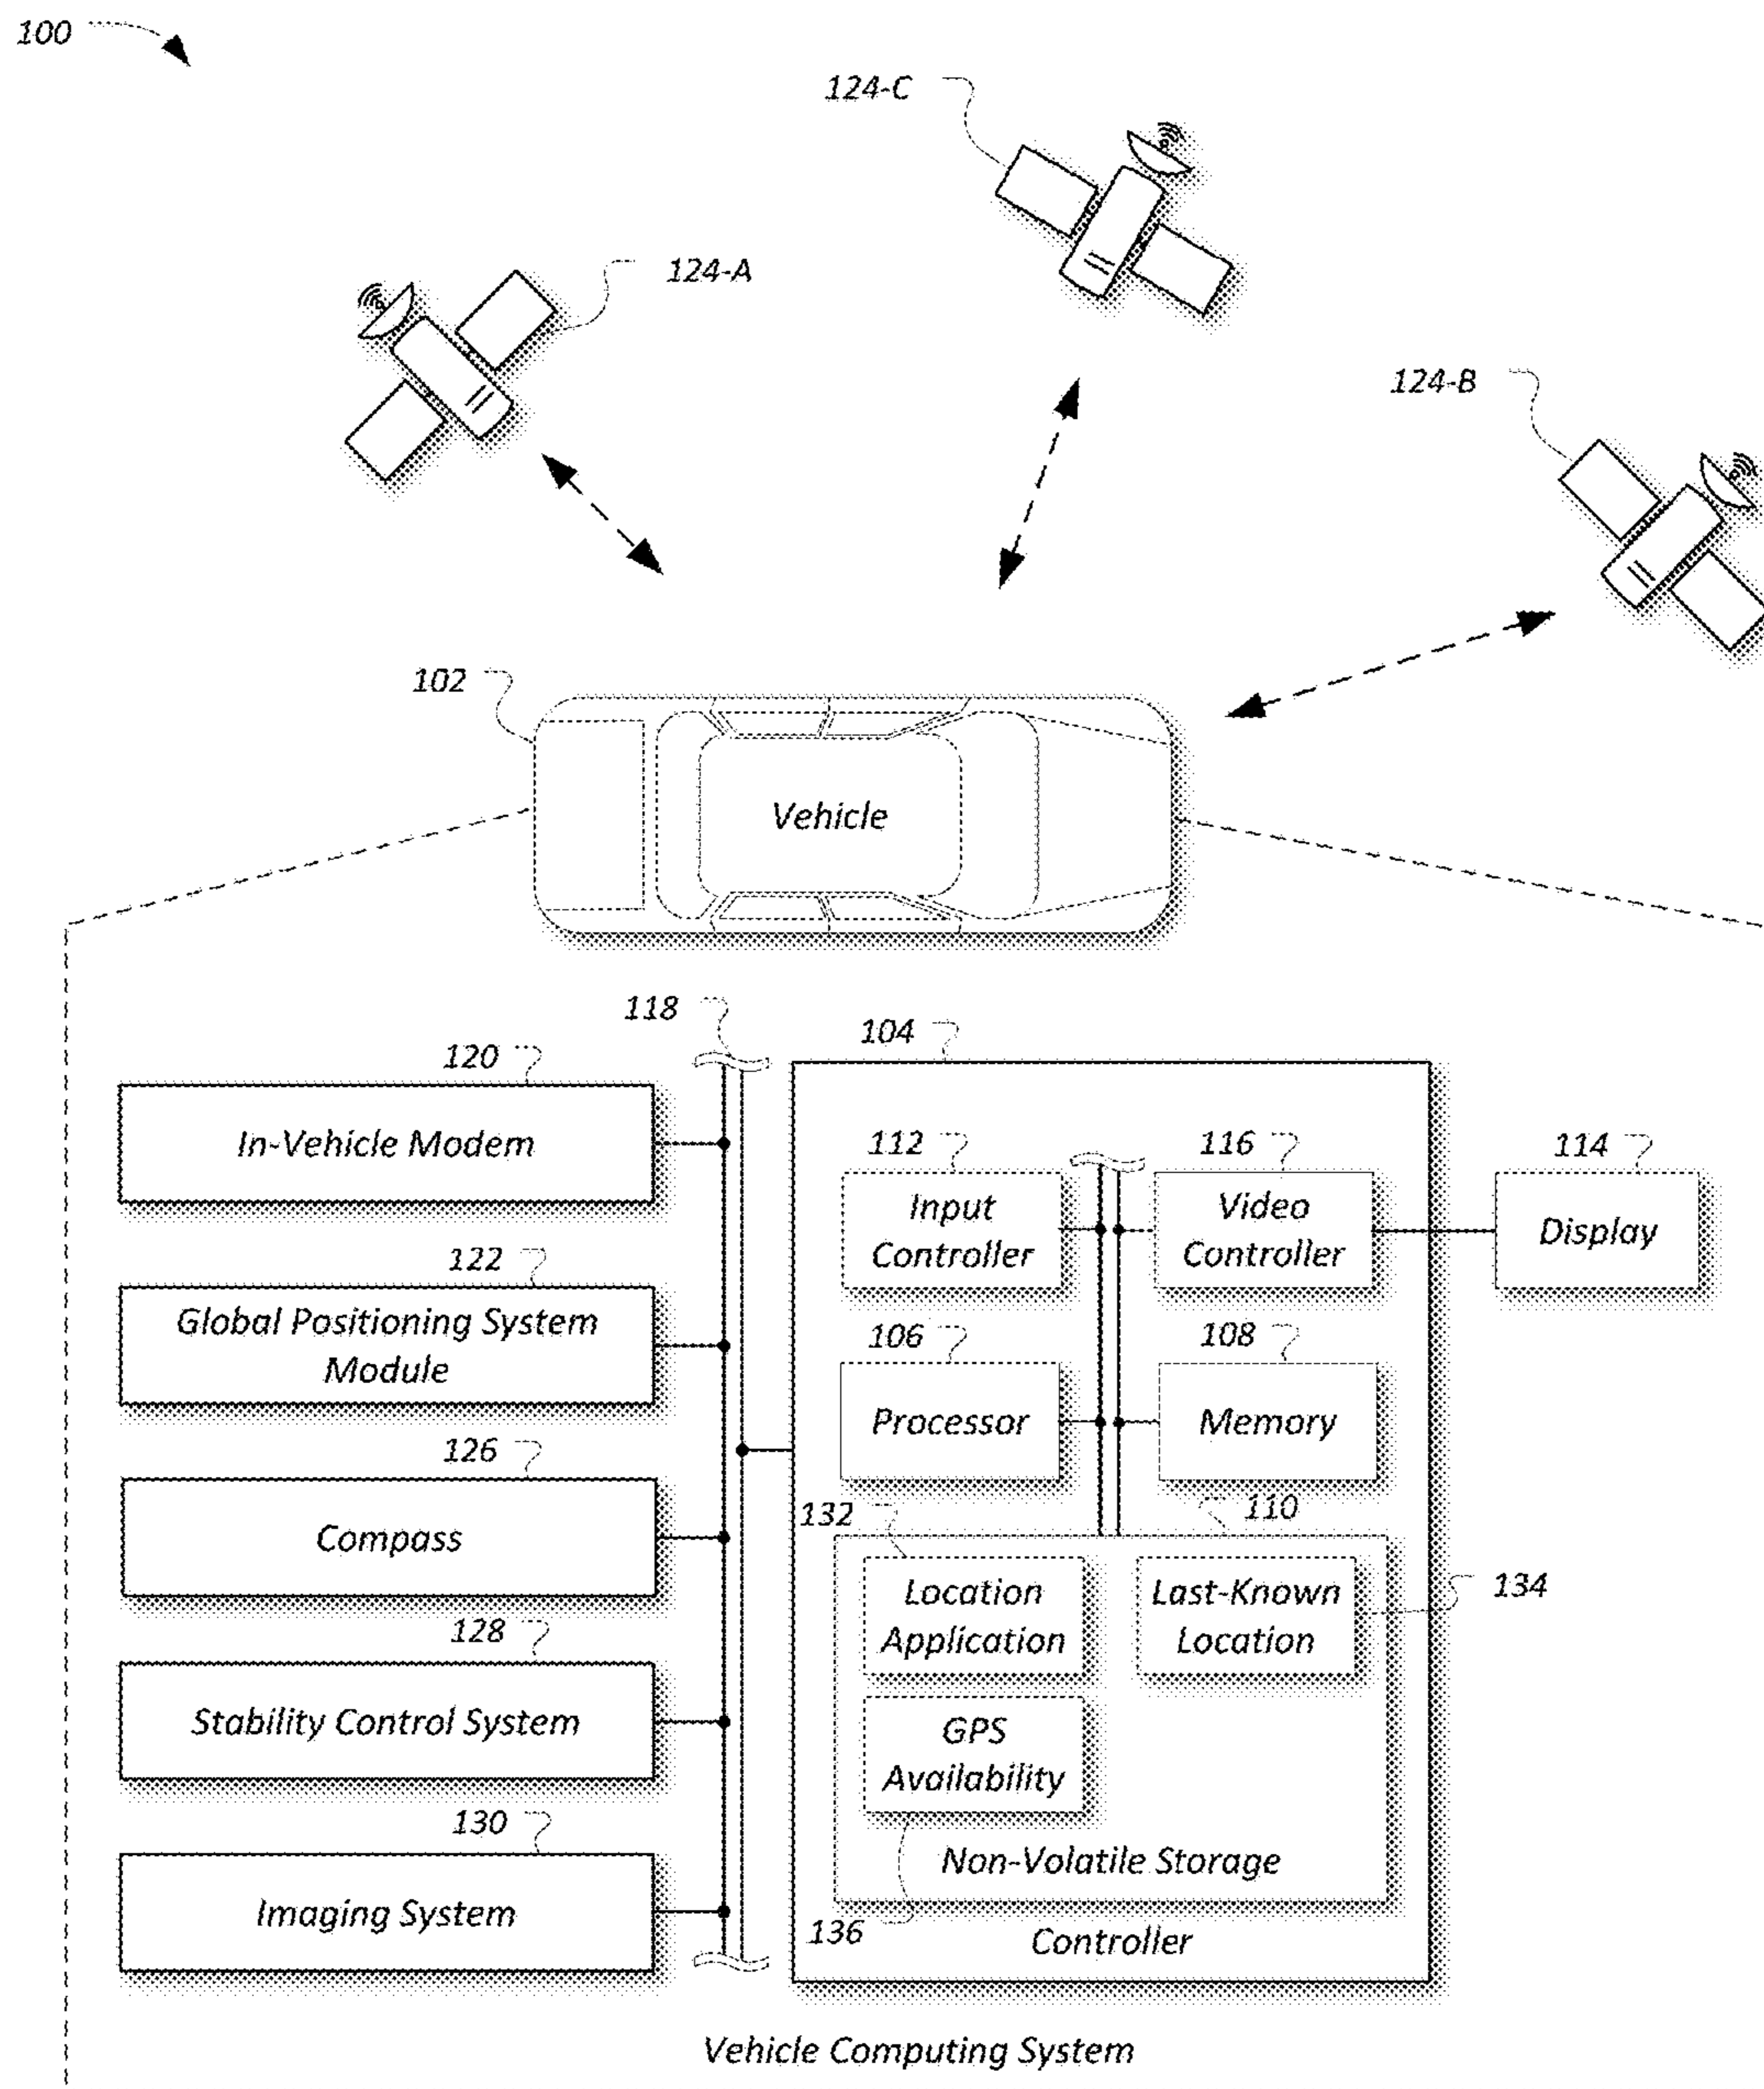 100
124-C
124-A
124-B
102
Vehicle
118
104
120
In-Vehicle Modem
112
116
114
Input
Controller
Video
Controller
Display
122
Global Positioning System
Module
106
108
Processor
Memory
126
Compass
132
110
Location
Application
Last-Known
Location
134
128
Stability Control System
GPS
Availability
130
Imaging System
Non-Volatile Storage
136
Controller
Vehicle Computing System